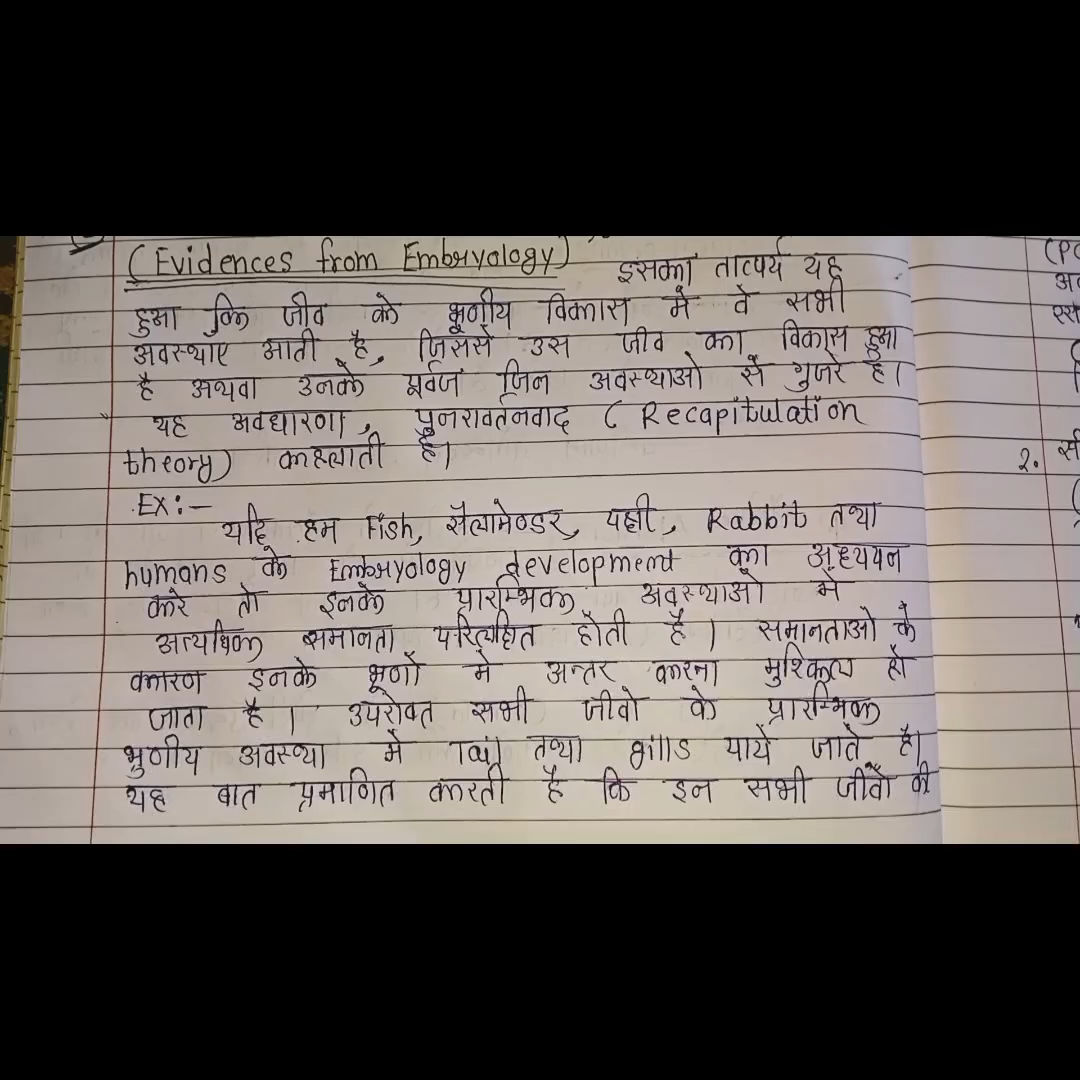 (Evidences from Embryology) इसका तात्पर्य यह
हुआ कि जीव के भ्रूणीय विकास मे वे सभी
अवस्थाए आती है, जिससे उस जीव का विकास हुआ
है अथवा उनके पूर्वज जिन अवस्थाओ से गुजरे है।
यह अवधारणा, पुनरावर्तनवाद (Recapitulation
theory) कहलाती है।
EX:-
यदि हम Fish, सैलामेण्डर, पक्षी, Rabbit तथा
humans के Embryology development का अध्ययन
करे तो इनके प्रारम्भिक अवस्थाओ मे
अत्यधिक समानता परिलक्षित होती है। समानताओ के
कारण इनके भ्रूणों मे अन्तर करना मुश्किल हो
जाता है। उपरोक्त सभी जीवो के प्रारम्भिक
भ्रुणीय अवस्था में Tail तथा gills पायें जाते है।
यह बात प्रमाणित करती है कि इन सभी जीवों की
2.